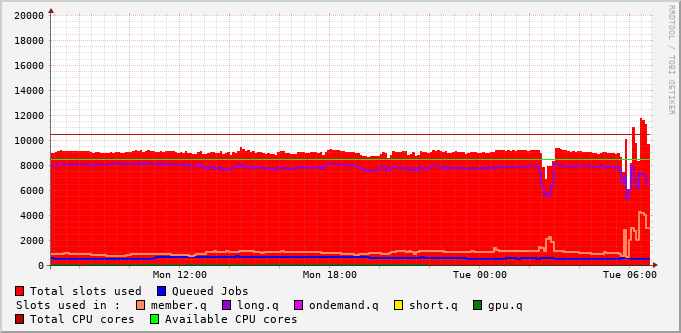 20000
18000
16000
14000
12000
10000
8000
6000
4000
2000
0
Mon 12:00 Mon 18:00 Tue 00:00 Tue 06:00
RRDTOOL / TOBI OETIKER
Total slots used Queued Jobs
Slots used in : member.q long.q ondemand.q short.q gpu.q
Total CPU cores Available CPU cores